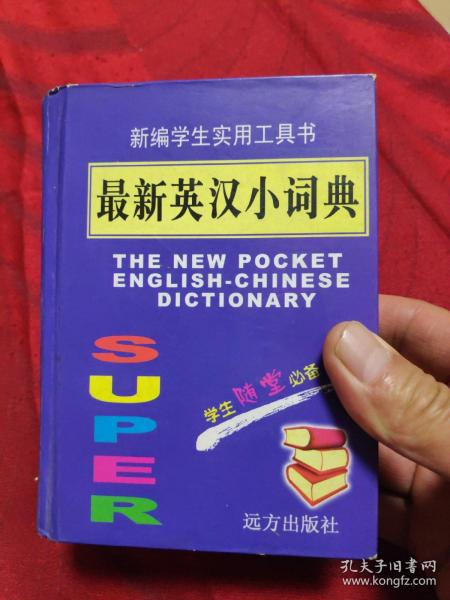 新编学生实用工具书
最新英汉小词典
THE NEW POCKET
ENGLISH-CHINESE
DICTIONARY
SUPER
学生随堂必备
远方出版社
孔夫子旧书网
www.kongfz.com